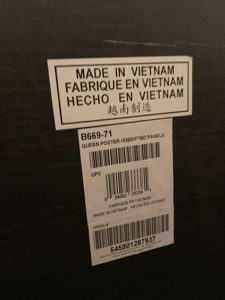 MADE IN VIETNAM
FABRIQUE EN VIETNAM
HECHO EN VIETNAM
越南制造
B669-71
QUEEN POSTER HDBD/FTBD PANELS
UPC
FABRIQUE EN VIETNAM
MADE IN VIETNAM - HECHO EN VIETNAM
SERIAL#
545801287937